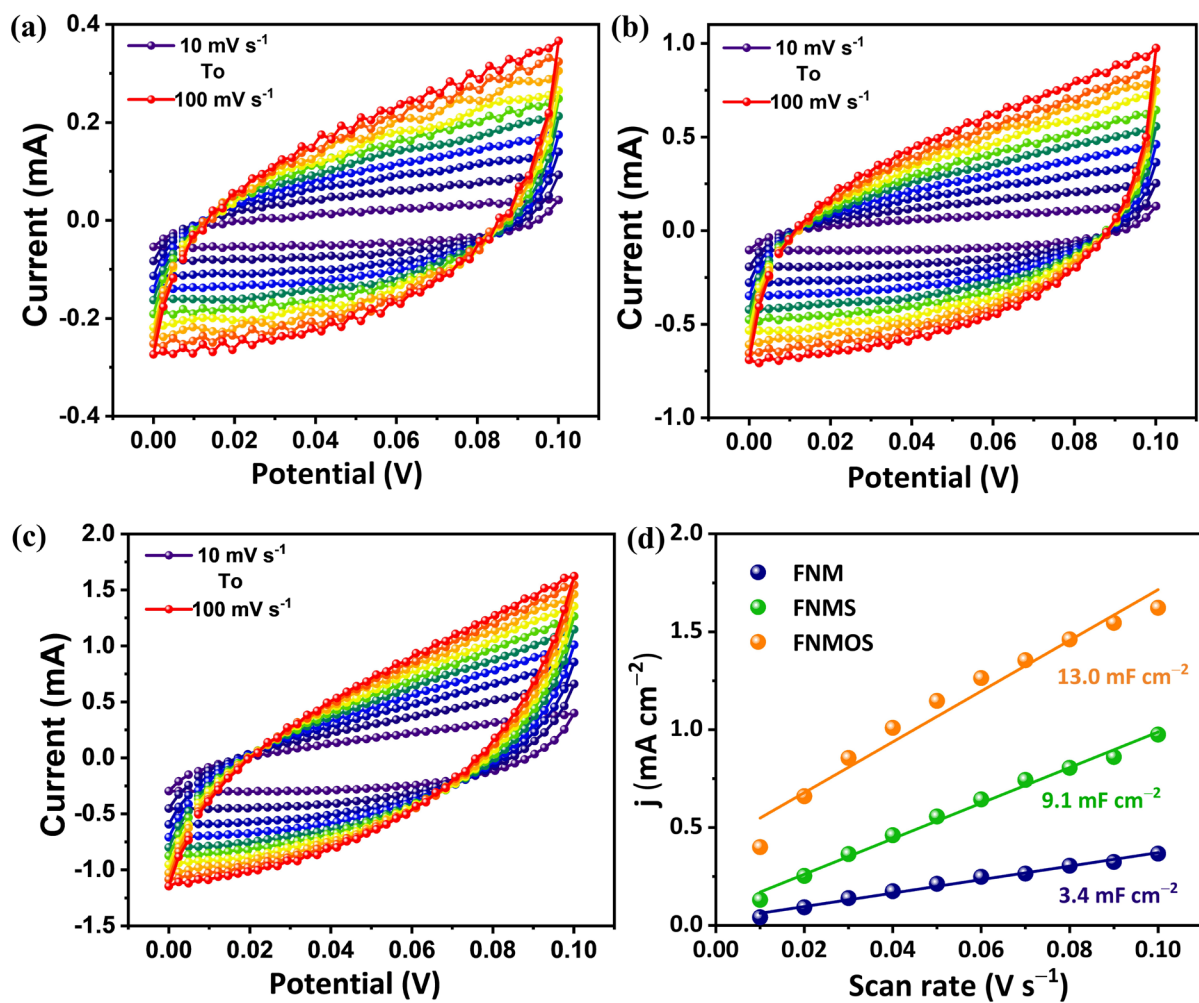 (a)
10 mV s⁻¹
To
100 mV s⁻¹
0.4
0.2
0.0
-0.2
-0.4
Current (mA)
0.00 0.02 0.04 0.06 0.08 0.10
Potential (V)
(b)
10 mV s⁻¹
To
100 mV s⁻¹
1.0
0.5
0.0
-0.5
-1.0
Current (mA)
0.00 0.02 0.04 0.06 0.08 0.10
Potential (V)
(c)
10 mV s⁻¹
To
100 mV s⁻¹
2.0
1.5
1.0
0.5
0.0
-0.5
-1.0
-1.5
Current (mA)
0.00 0.02 0.04 0.06 0.08 0.10
Potential (V)
(d)
FNM
FNMS
FNMOS
13.0 mF cm⁻²
9.1 mF cm⁻²
3.4 mF cm⁻²
2.0
1.5
1.0
0.5
0.0
j (mA cm⁻²)
0.00 0.02 0.04 0.06 0.08 0.10
Scan rate (V s⁻¹)